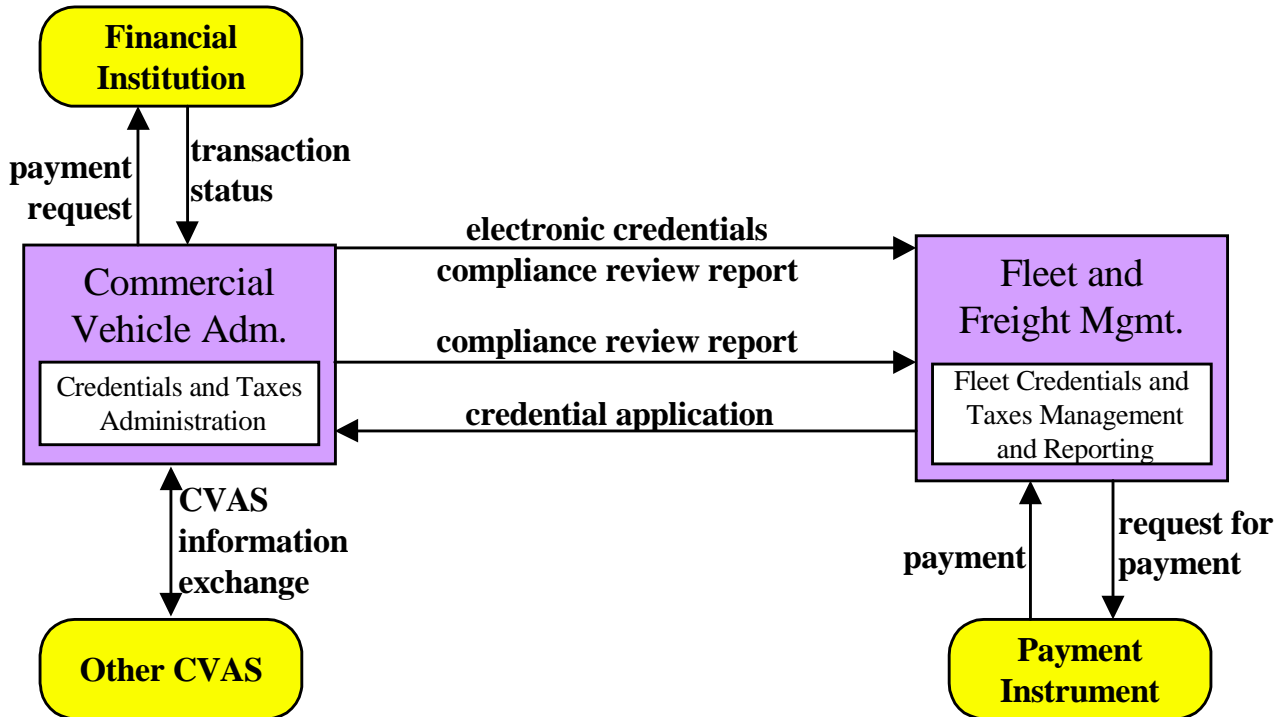 Financial
Institution
payment
request
transaction
status
electronic credentials
compliance review report
Commercial
Vehicle Adm.
Credentials and Taxes
Administration
compliance review report
credential application
Fleet and
Freight Mgmt.
Fleet Credentials and
Taxes Management
and Reporting
CVAS
information
exchange
payment
request for
payment
Other CVAS
Payment
Instrument